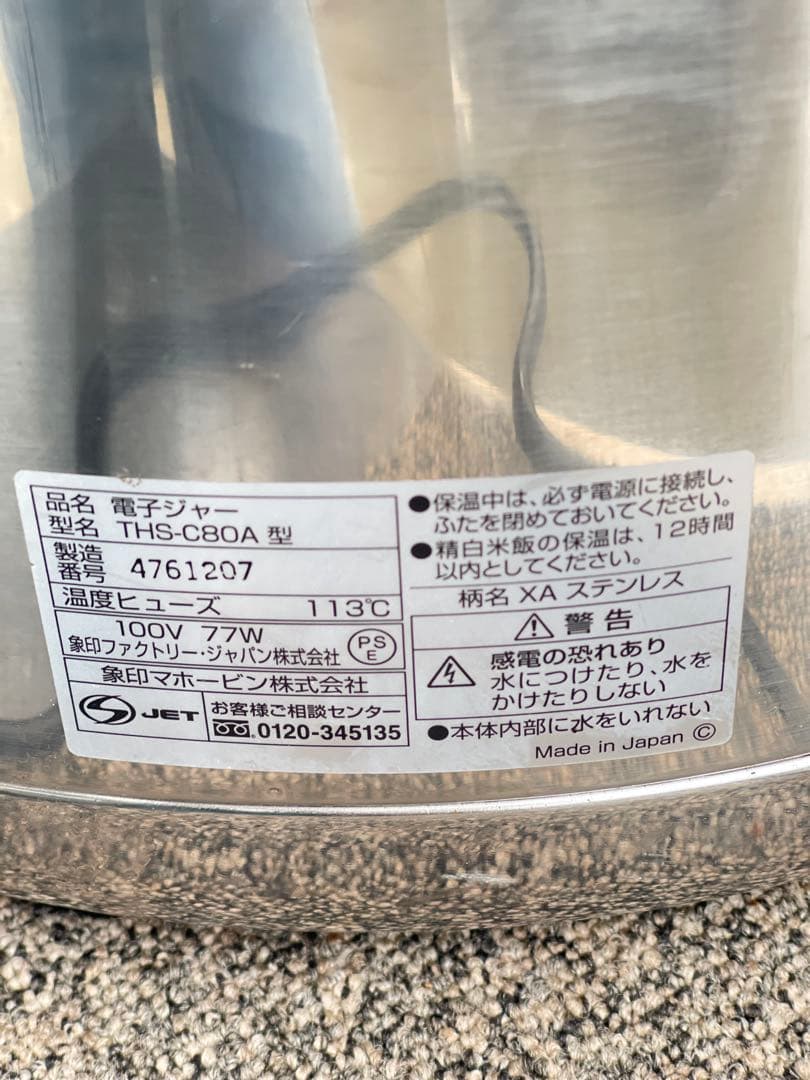 品名 電子ジャー
型名 THS-C80A 型
製造番号 4761207
温度ヒューズ 113℃
100V 77W
象印ファクトリー・ジャパン株式会社
PS
E
象印マホービン株式会社
JET
お客様ご相談センター
0120-345135
●保温中は、必ず電源に接続し、
ふたを閉めておいてください。
●精白米飯の保温は、12時間
以内としてください。
柄名 XA ステンレス
警告
感電の恐れあり
水につけたり、水を
かけたりしない
●本体内部に水をいれない
Made in Japan Ⓒ